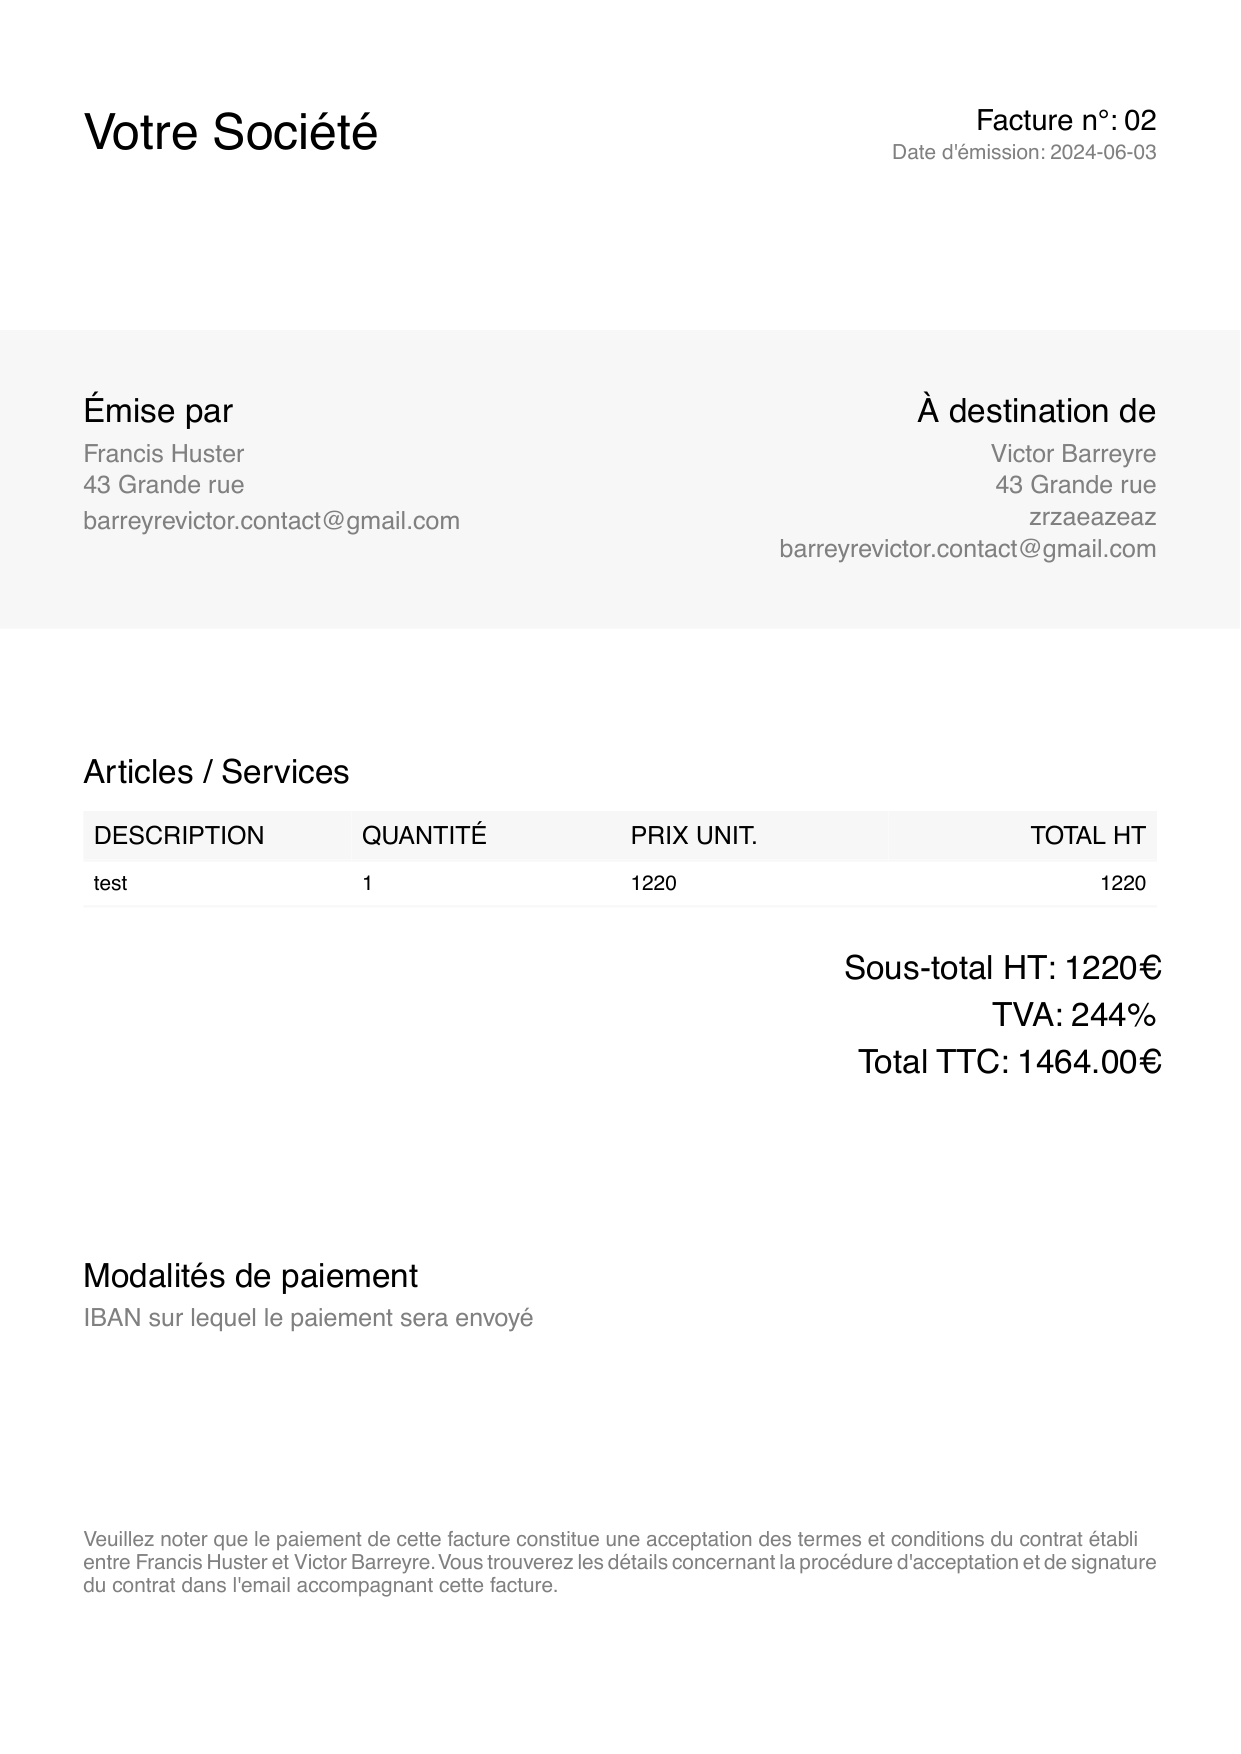 Votre Société
Facture n°: 02
Date d'émission: 2024-06-03
Émise par
Francis Huster
43 Grande rue
barreyrevictor.contact@gmail.com
À destination de
Victor Barreyre
43 Grande rue
zrzaeazeaz
barreyrevictor.contact@gmail.com
Articles / Services
DESCRIPTION QUANTITÉ PRIX UNIT. TOTAL HT
test 1 1220 1220
Sous-total HT: 1220€
TVA: 244%
Total TTC: 1464.00€
Modalités de paiement
IBAN sur lequel le paiement sera envoyé
Veuillez noter que le paiement de cette facture constitue une acceptation des termes et conditions du contrat établi
entre Francis Huster et Victor Barreyre. Vous trouverez les détails concernant la procédure d'acceptation et de signature
du contrat dans l'email accompagnant cette facture.